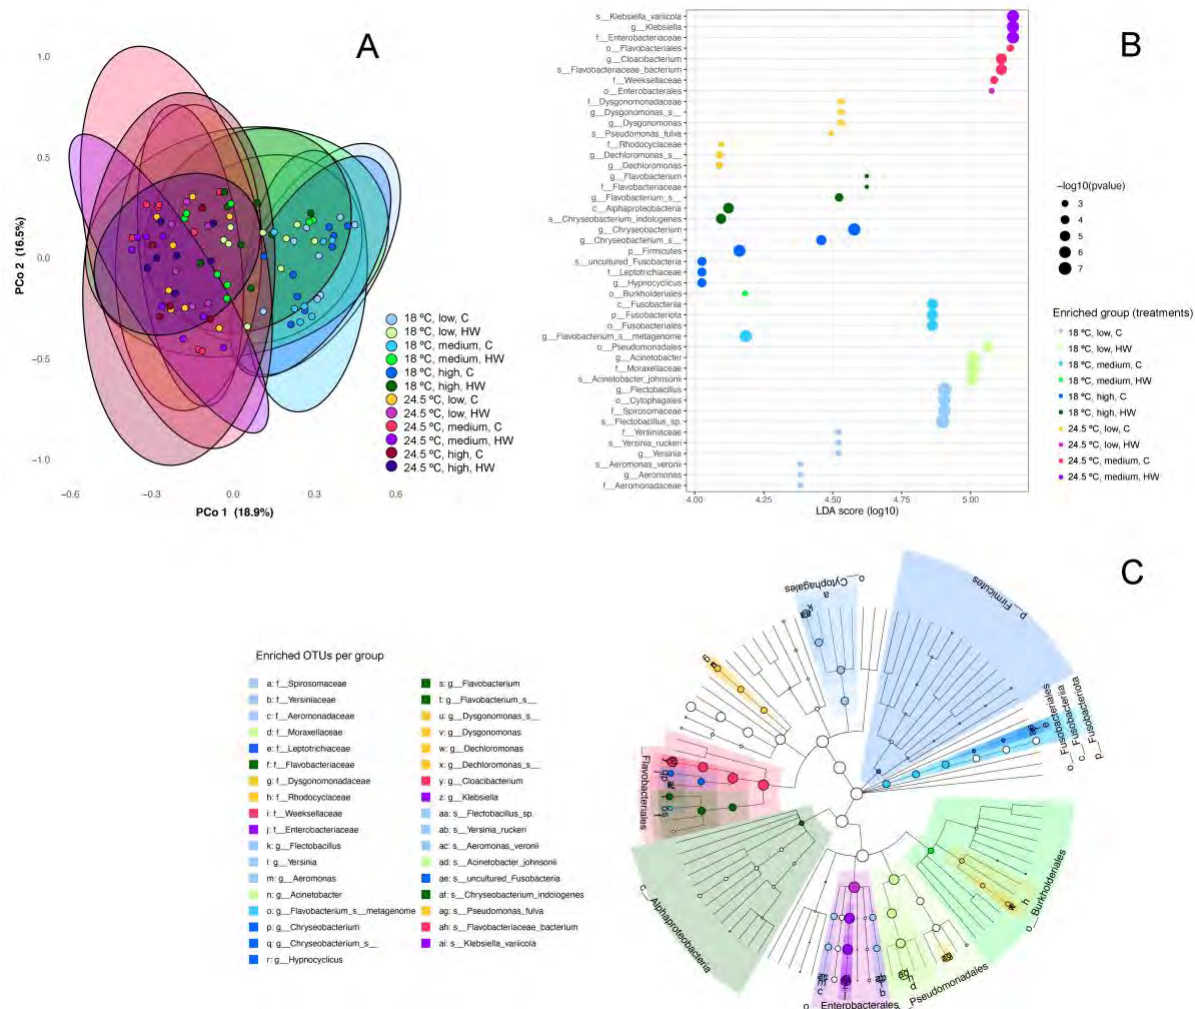 A
1.0
0.5
0.0
−0.5
−1.0
PCo 2 (16.5%)
−0.6
−0.3
0.0
0.3
0.6
PCo 1 (18.9%)
18 ºC, low, C
18 ºC, low, HW
18 ºC, medium, C
18 ºC, medium, HW
18 ºC, high, C
18 ºC, high, HW
24.5 ºC, low, C
24.5 ºC, low, HW
24.5 ºC, medium, C
24.5 ºC, medium, HW
24.5 ºC, high, C
24.5 ºC, high, HW
B
s__Klebsiella_variicola
g__Klebsiella
f__Enterobacteriaceae
o__Flavobacteriales
g__Cloacibacterium
s__Flavobacteriaceae_bacterium
f__Weeksellaceae
o__Enterobacterales
f__Dysgonomonadaceae
g__Dysgonomonas_s__
g__Dysgonomonas
s__Pseudomonas_fulva
f__Rhodocyclaceae
g__Dechloromonas_s__
g__Dechloromonas
g__Flavobacterium
f__Flavobacteriaceae
g__Flavobacterium_s__
c__Alphaproteobacteria
s__Chryseobacterium_indologenes
g__Chryseobacterium
g__Chryseobacterium_s__
p__Firmicutes
s__uncultured_Fusobacteria
f__Leptotrichiaceae
g__Hypnocyclicus
o__Burkholderiales
c__Fusobacteriia
p__Fusobacteriota
o__Fusobacteriales
g__Flavobacterium_s__metagenome
o__Pseudomonadales
g__Acinetobacter
f__Moraxellaceae
s__Acinetobacter_johnsonii
g__Flectobacillus
o__Cytophagales
f__Spirosomaceae
s__Flectobacillus_sp.
f__Yersiniaceae
s__Yersinia_ruckeri
g__Yersinia
s__Aeromonas_veronii
g__Aeromonas
f__Aeromonadaceae
4.00
4.25
4.50
4.75
5.00
LDA score (log10)
−log10(pvalue)
3
4
5
6
7
Enriched group (treatments)
18 ºC, low, C
18 ºC, low, HW
18 ºC, medium, C
18 ºC, medium, HW
18 ºC, high, C
18 ºC, high, HW
24.5 ºC, low, C
24.5 ºC, low, HW
24.5 ºC, medium, C
24.5 ºC, medium, HW
C
Enriched OTUs per group
a: f__Spirosomaceae
b: f__Yersiniaceae
c: f__Aeromonadaceae
d: f__Moraxellaceae
e: f__Leptotrichiaceae
f: f__Flavobacteriaceae
g: f__Dysgonomonadaceae
h: f__Rhodocyclaceae
i: f__Weeksellaceae
j: f__Enterobacteriaceae
k: g__Flectobacillus
l: g__Yersinia
m: g__Aeromonas
n: g__Acinetobacter
o: g__Flavobacterium_s__metagenome
p: g__Chryseobacterium
q: g__Chryseobacterium_s__
r: g__Hypnocyclicus
s: g__Flavobacterium
t: g__Flavobacterium_s__
u: g__Dysgonomonas_s__
v: g__Dysgonomonas
w: g__Dechloromonas
x: g__Dechloromonas_s__
y: g__Cloacibacterium
z: g__Klebsiella
aa: s__Flectobacillus_sp.
ab: s__Yersinia_ruckeri
ac: s__Aeromonas_veronii
ad: s__Acinetobacter_johnsonii
ae: s__uncultured_Fusobacteria
af: s__Chryseobacterium_indologenes
ag: s__Pseudomonas_fulva
ah: s__Flavobacteriaceae_bacterium
ai: s__Klebsiella_variicola
o__Cytophagales
a
p__Firmicutes
e
o__Fusobacteriales
c__Fusobacteriia
p__Fusobacteriota
Flavobacteriales
c__Alphaproteobacteria
h
o__Burkholderiales
_Pseudomonadales
d
b
j
c
o
Enterobacterales